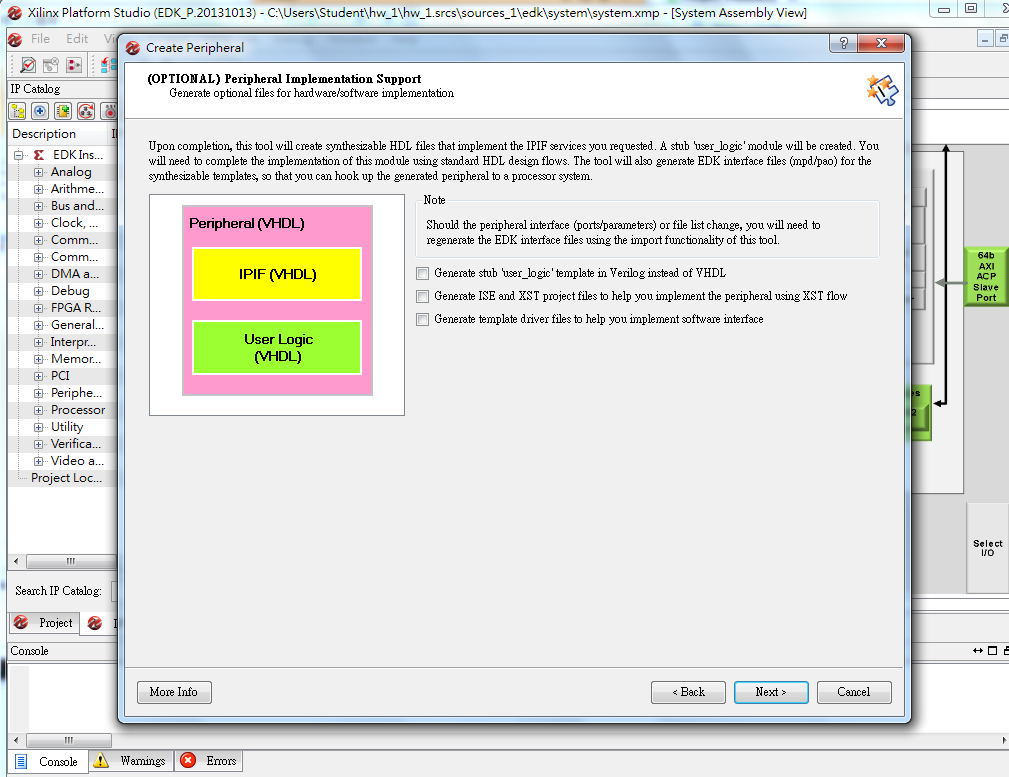 Xilinx Platform Studio (EDK_P.20131013) - C:\Users\Student\hw_1\hw_1.srcs\sources_1\edk\system\system.xmp - [System Assembly View]
File Edit
IP Catalog
Description
EDK Ins...
Analog
Arithme...
Bus and...
Clock, ...
Comm...
Comm...
DMA a...
Debug
FPGA R...
General...
Interpr...
Memor...
PCI
Periphe...
Processor
Utility
Verifica...
Video a...
Project Loc...
Search IP Catalog:
Project
Console
Console Warnings Errors
Create Peripheral
(OPTIONAL) Peripheral Implementation Support
Generate optional files for hardware/software implementation
Upon completion, this tool will create synthesizable HDL files that implement the IPIF services you requested. A stub 'user_logic' module will be created. You
will need to complete the implementation of this module using standard HDL design flows. The tool will also generate EDK interface files (mpd/pao) for the
synthesizable templates, so that you can hook up the generated peripheral to a processor system.
Peripheral (VHDL)
IPIF (VHDL)
User Logic
(VHDL)
Note
Should the peripheral interface (ports/parameters) or file list change, you will need to
regenerate the EDK interface files using the import functionality of this tool.
Generate stub 'user_logic' template in Verilog instead of VHDL
Generate ISE and XST project files to help you implement the peripheral using XST flow
Generate template driver files to help you implement software interface
More Info
< Back
Next >
Cancel
64b
AXI
ACP
Slave
Port
Select
I/O